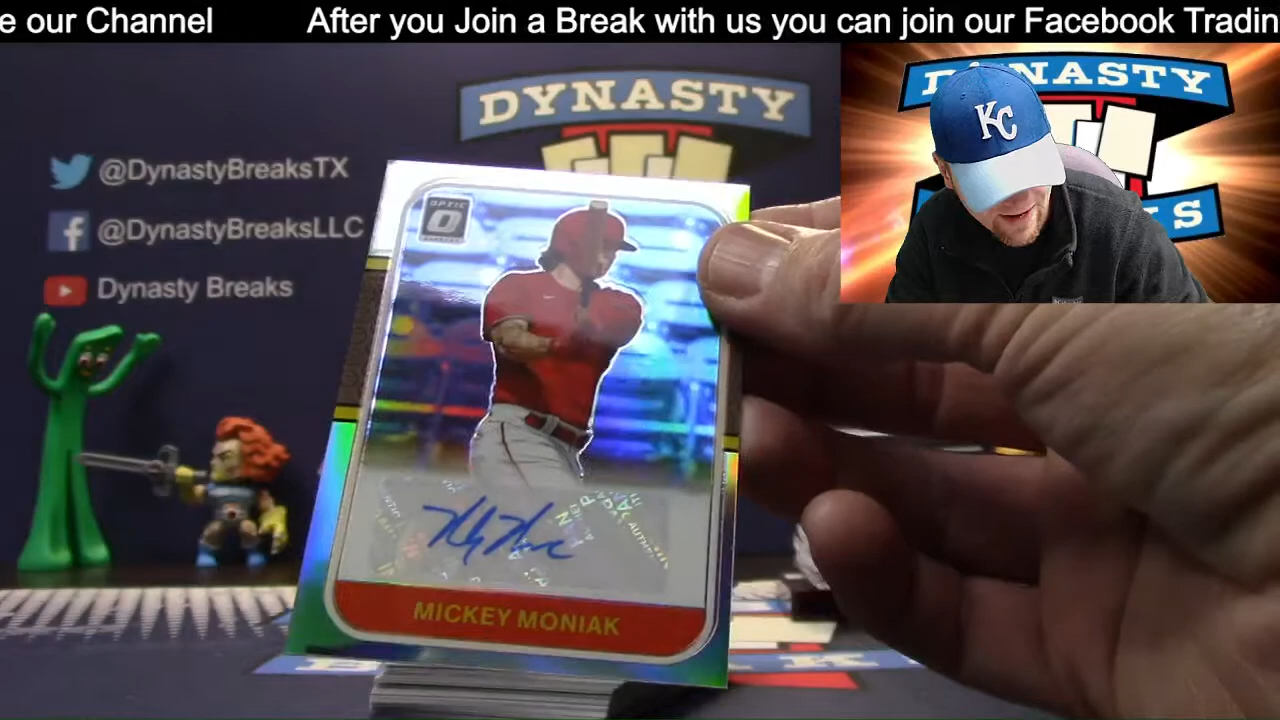 e our Channel After you Join a Break with us you can join our Facebook Tradin
DYNASTY
DYNASTY
KC
S
@DynastyBreaksTX
@DynastyBreaksLLC
Dynasty Breaks
OPTIC
MICKEY MONIAK